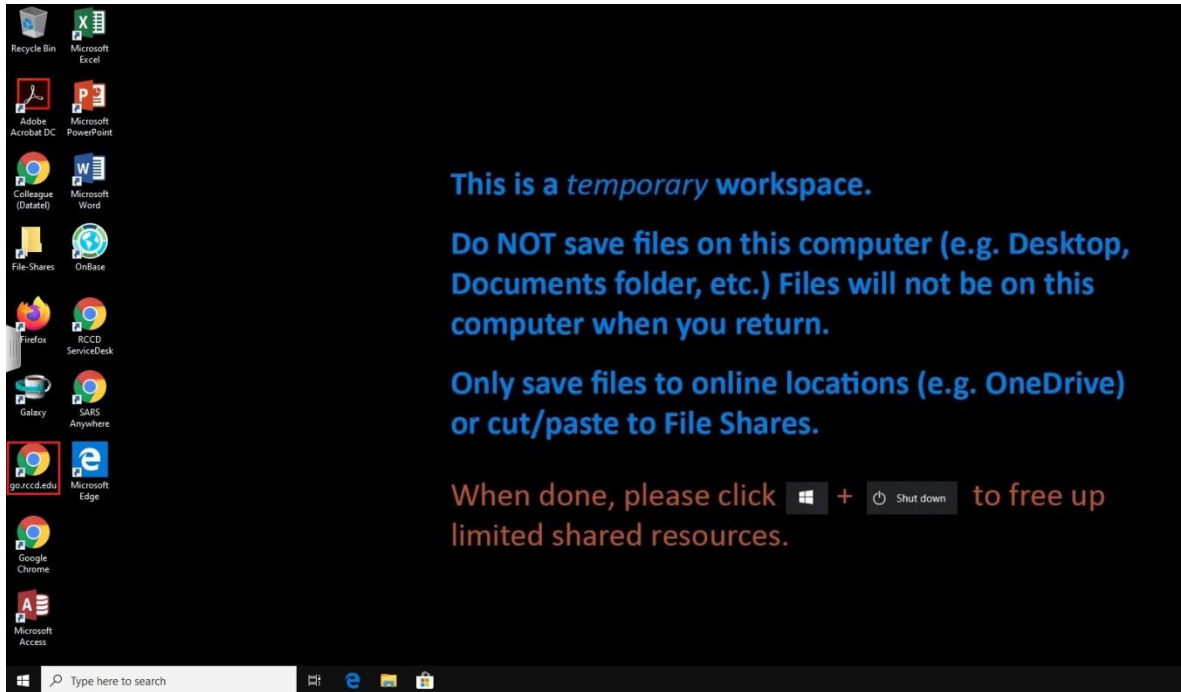 Recycle Bin
Microsoft
Excel
Adobe
Acrobat DC
Microsoft
PowerPoint
Colleague
(Datatel)
Microsoft
Word
File-Shares
OnBase
Firefox
RCCD
ServiceDesk
Galaxy
SARS
Anywhere
go.rccd.edu
Microsoft
Edge
Google
Chrome
Microsoft
Access
This is a temporary workspace.
Do NOT save files on this computer (e.g. Desktop,
Documents folder, etc.) Files will not be on this
computer when you return.
Only save files to online locations (e.g. OneDrive)
or cut/paste to File Shares.
When done, please click + Shut down to free up
limited shared resources.
Type here to search